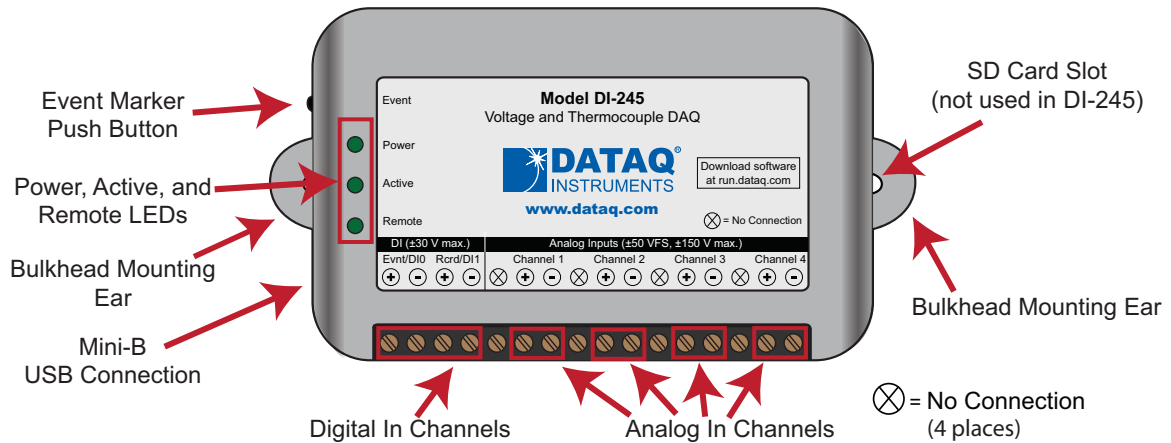 Event Marker
Push Button
Power, Active, and
Remote LEDs
Bulkhead Mounting
Ear
Mini-B
USB Connection
Event
Power
Active
Remote
Model DI-245
Voltage and Thermocouple DAQ
DATAQ®
INSTRUMENTS
www.dataq.com
Download software
at run.dataq.com
= No Connection
DI (±30 V max.) Analog Inputs (±50 VFS, ±150 V max.)
Evnt/DI0 Rcrd/DI1 Channel 1 Channel 2 Channel 3 Channel 4
+ - + - + - + - + - + -
SD Card Slot
(not used in DI-245)
Bulkhead Mounting Ear
Digital In Channels
Analog In Channels
= No Connection
(4 places)